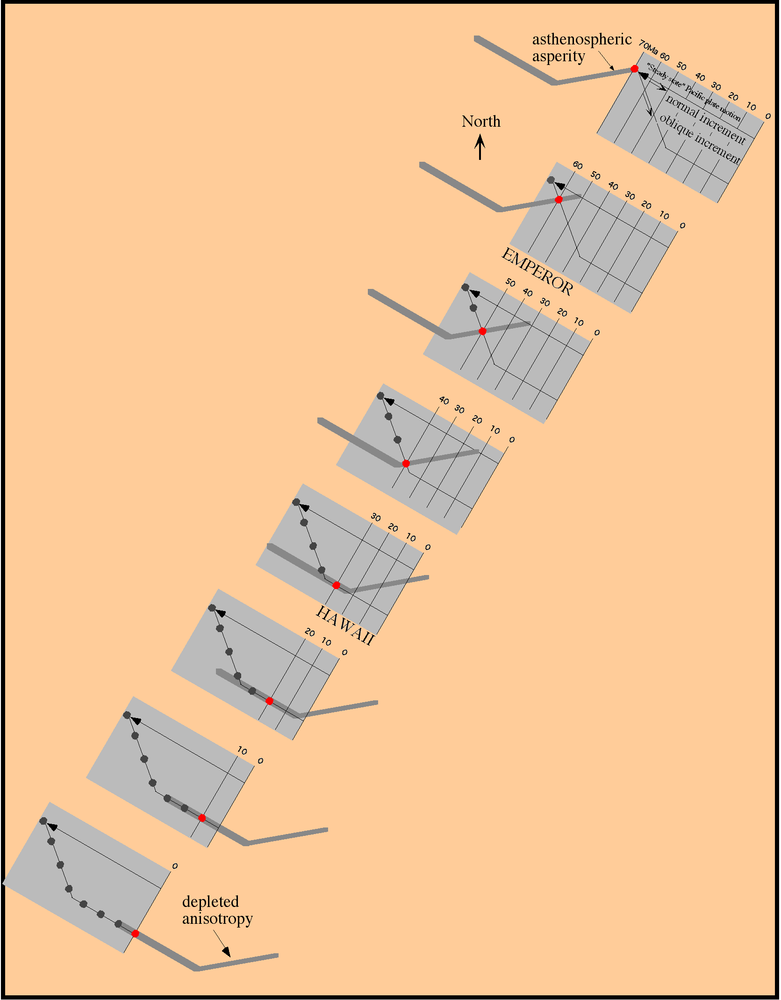 asthenospheric
asperity
70Ma 60 50 40 30 20 10 0
"Steady state" Pacific plate motion
normal increment
oblique increment
North
60 50 40 30 20 10 0
EMPEROR
50 40 30 20 10 0
40 30 20 10 0
30 20 10 0
HAWAII
20 10 0
10 0
0
depleted
anisotropy